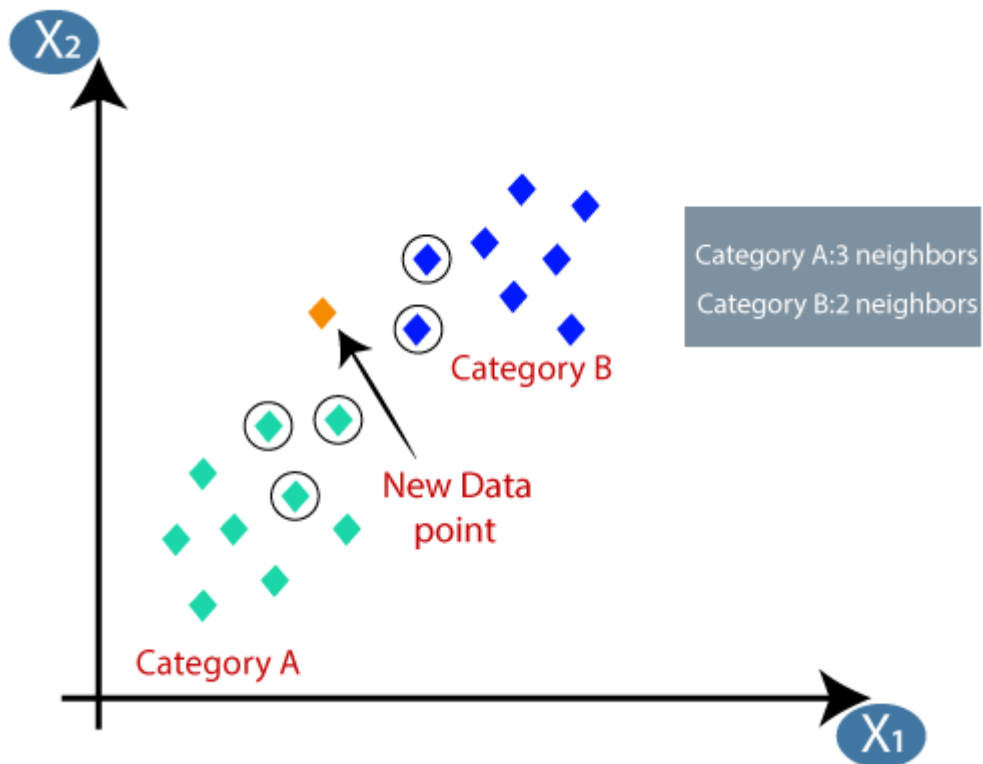 X₂
Category A:3 neighbors
Category B:2 neighbors
Category B
New Data
point
Category A
X₁